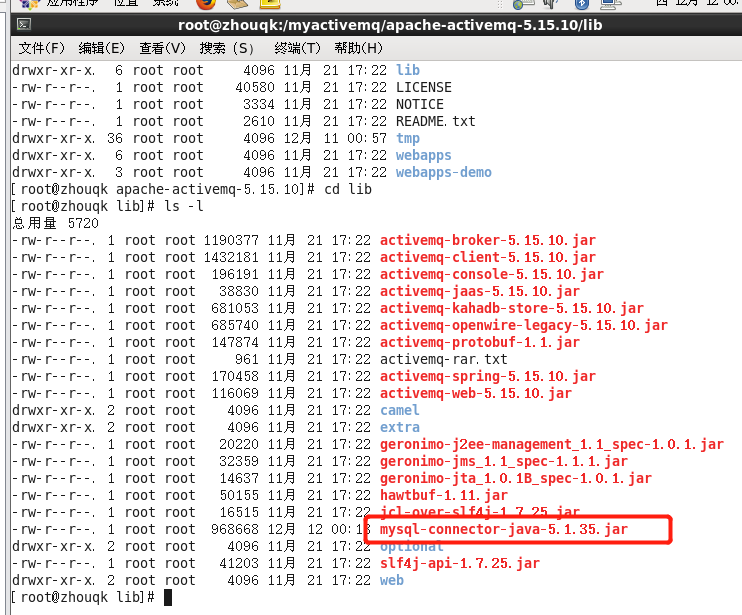 应用程序 位置 系统 四 12月 12 00:
root@zhouqk:/myactivemq/apache-activemq-5.15.10/lib
文件(F) 编辑(E) 查看(V) 搜索 (S) 终端(T) 帮助(H)
drwxr-xr-x. 6 root root 4096 11月 21 17:22 lib
-rw-r--r--. 1 root root 40580 11月 21 17:22 LICENSE
-rw-r--r--. 1 root root 3334 11月 21 17:22 NOTICE
-rw-r--r--. 1 root root 2610 11月 21 17:22 README.txt
drwxr-xr-x. 36 root root 4096 12月 11 00:57 tmp
drwxr-xr-x. 6 root root 4096 11月 21 17:22 webapps
drwxr-xr-x. 3 root root 4096 11月 21 17:22 webapps-demo
[root@zhouqk apache-activemq-5.15.10]# cd lib
[root@zhouqk lib]# ls -l
总用量 5720
-rw-r--r--. 1 root root 1190377 11月 21 17:22 activemq-broker-5.15.10.jar
-rw-r--r--. 1 root root 1432181 11月 21 17:22 activemq-client-5.15.10.jar
-rw-r--r--. 1 root root 196191 11月 21 17:22 activemq-console-5.15.10.jar
-rw-r--r--. 1 root root 38830 11月 21 17:22 activemq-jaas-5.15.10.jar
-rw-r--r--. 1 root root 681053 11月 21 17:22 activemq-kahadb-store-5.15.10.jar
-rw-r--r--. 1 root root 685740 11月 21 17:22 activemq-openwire-legacy-5.15.10.jar
-rw-r--r--. 1 root root 147874 11月 21 17:22 activemq-protobuf-1.1.jar
-rw-r--r--. 1 root root 961 11月 21 17:22 activemq-rar.txt
-rw-r--r--. 1 root root 170458 11月 21 17:22 activemq-spring-5.15.10.jar
-rw-r--r--. 1 root root 116069 11月 21 17:22 activemq-web-5.15.10.jar
drwxr-xr-x. 2 root root 4096 11月 21 17:22 camel
drwxr-xr-x. 2 root root 4096 11月 21 17:22 extra
-rw-r--r--. 1 root root 20220 11月 21 17:22 geronimo-j2ee-management_1.1_spec-1.0.1.jar
-rw-r--r--. 1 root root 32359 11月 21 17:22 geronimo-jms_1.1_spec-1.1.1.jar
-rw-r--r--. 1 root root 14637 11月 21 17:22 geronimo-jta_1.0.1B_spec-1.0.1.jar
-rw-r--r--. 1 root root 50155 11月 21 17:22 hawtbuf-1.11.jar
-rw-r--r--. 1 root root 16515 11月 21 17:22 jcl-over-slf4j-1.7.25.jar
-rw-r--r--. 1 root root 968668 12月 12 00:13 mysql-connector-java-5.1.35.jar
drwxr-xr-x. 2 root root 4096 11月 21 17:22 optional
-rw-r--r--. 1 root root 41203 11月 21 17:22 slf4j-api-1.7.25.jar
drwxr-xr-x. 2 root root 4096 11月 21 17:22 web
[root@zhouqk lib]#